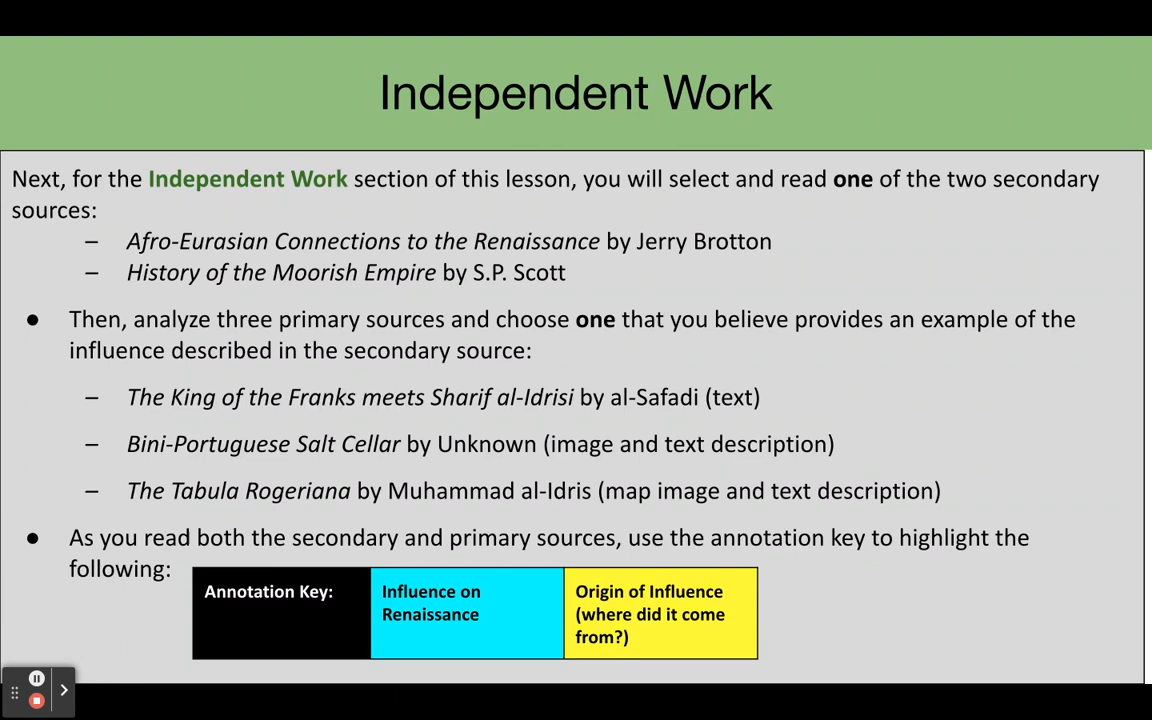 Independent Work
Next, for the Independent Work section of this lesson, you will select and read one of the two secondary
sources:
– Afro-Eurasian Connections to the Renaissance by Jerry Brotton
– History of the Moorish Empire by S.P. Scott
● Then, analyze three primary sources and choose one that you believe provides an example of the
influence described in the secondary source:
– The King of the Franks meets Sharif al-Idrisi by al-Safadi (text)
– Bini-Portuguese Salt Cellar by Unknown (image and text description)
– The Tabula Rogeriana by Muhammad al-Idris (map image and text description)
● As you read both the secondary and primary sources, use the annotation key to highlight the
following:
Annotation Key:
Influence on
Renaissance
Origin of Influence
(where did it come
from?)